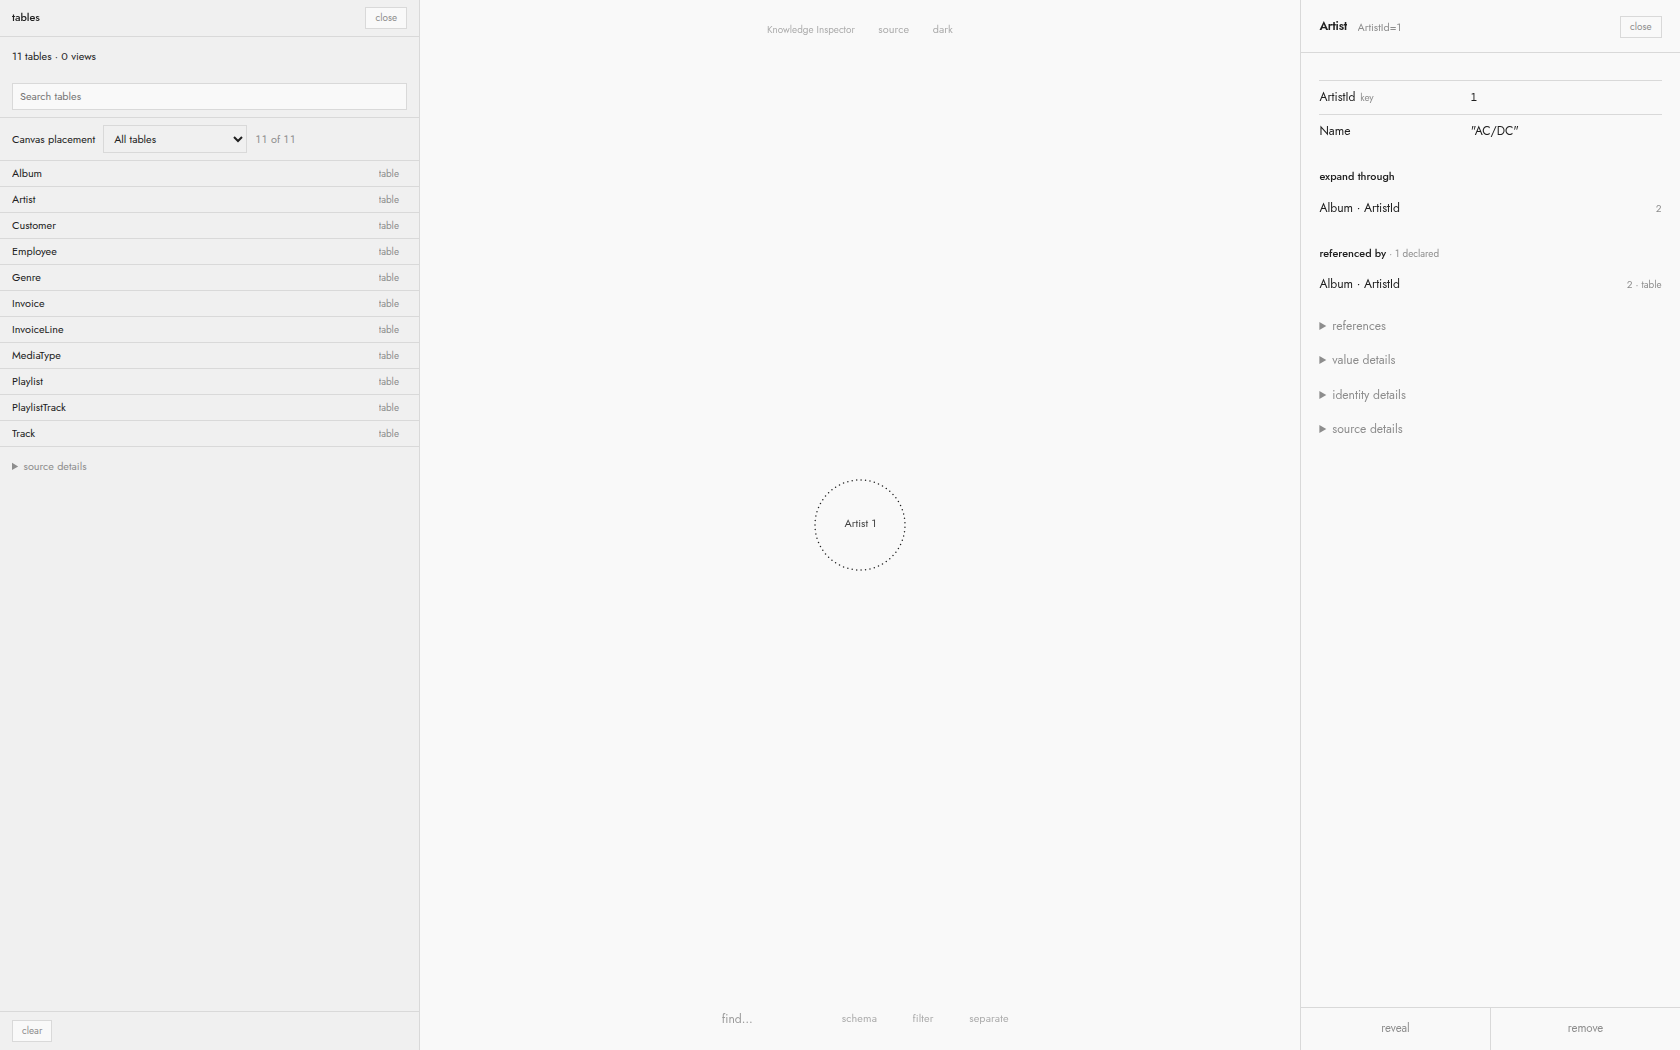 tables
close
11 tables · 0 views
Search tables
Canvas placement All tables 11 of 11
Album table
Artist table
Customer table
Employee table
Genre table
Invoice table
InvoiceLine table
MediaType table
Playlist table
PlaylistTrack table
Track table
source details
clear
Knowledge Inspector source dark
Artist 1
find... schema filter separate
Artist ArtistId=1 close
ArtistId key 1
Name "AC/DC"
expand through
Album · ArtistId 2
referenced by · 1 declared
Album · ArtistId 2 · table
references
value details
identity details
source details
reveal remove